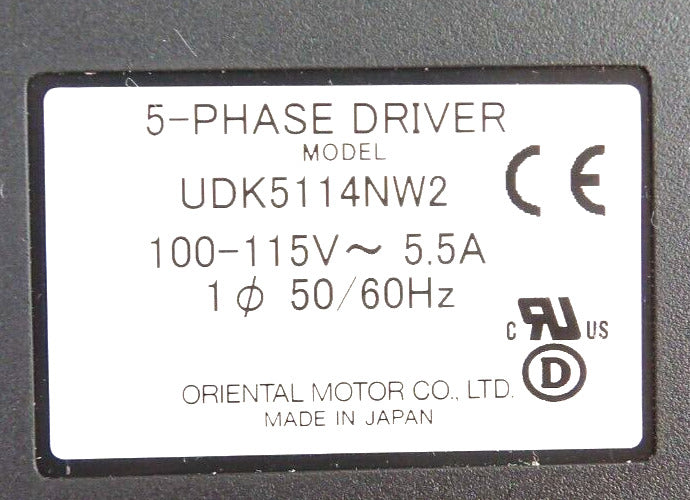 5-PHASE DRIVER
MODEL
UDK5114NW2
CE
100-115V～ 5.5A
1ϕ 50/60Hz
C RU US
D
ORIENTAL MOTOR CO., LTD.
MADE IN JAPAN